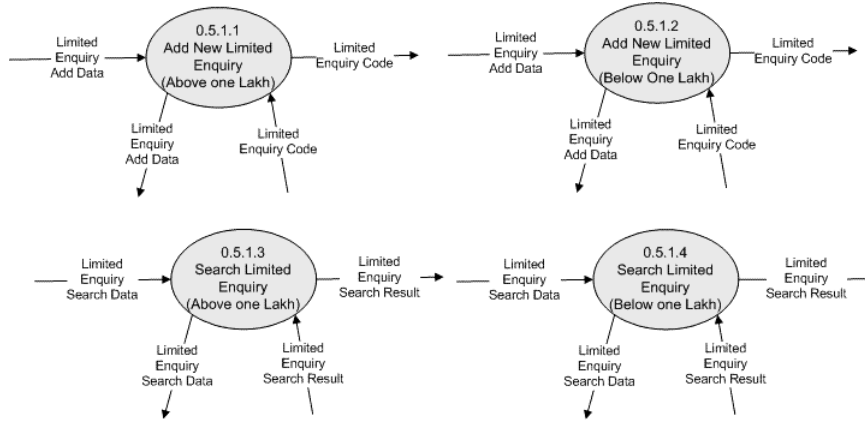 0.5.1.1
Add New Limited
Enquiry
(Above one Lakh)
Limited
Enquiry
Add Data
Limited
Enquiry Code
Limited
Enquiry
Add Data
Limited
Enquiry Code
0.5.1.2
Add New Limited
Enquiry
(Below One Lakh)
Limited
Enquiry
Add Data
Limited
Enquiry Code
Limited
Enquiry
Add Data
Limited
Enquiry Code
0.5.1.3
Search Limited
Enquiry
(Above one Lakh)
Limited
Enquiry
Search Data
Limited
Enquiry
Search Result
Limited
Enquiry
Search Data
Limited
Enquiry
Search Result
0.5.1.4
Search Limited
Enquiry
(Below one Lakh)
Limited
Enquiry
Search Data
Limited
Enquiry
Search Result
Limited
Enquiry
Search Data
Limited
Enquiry
Search Result